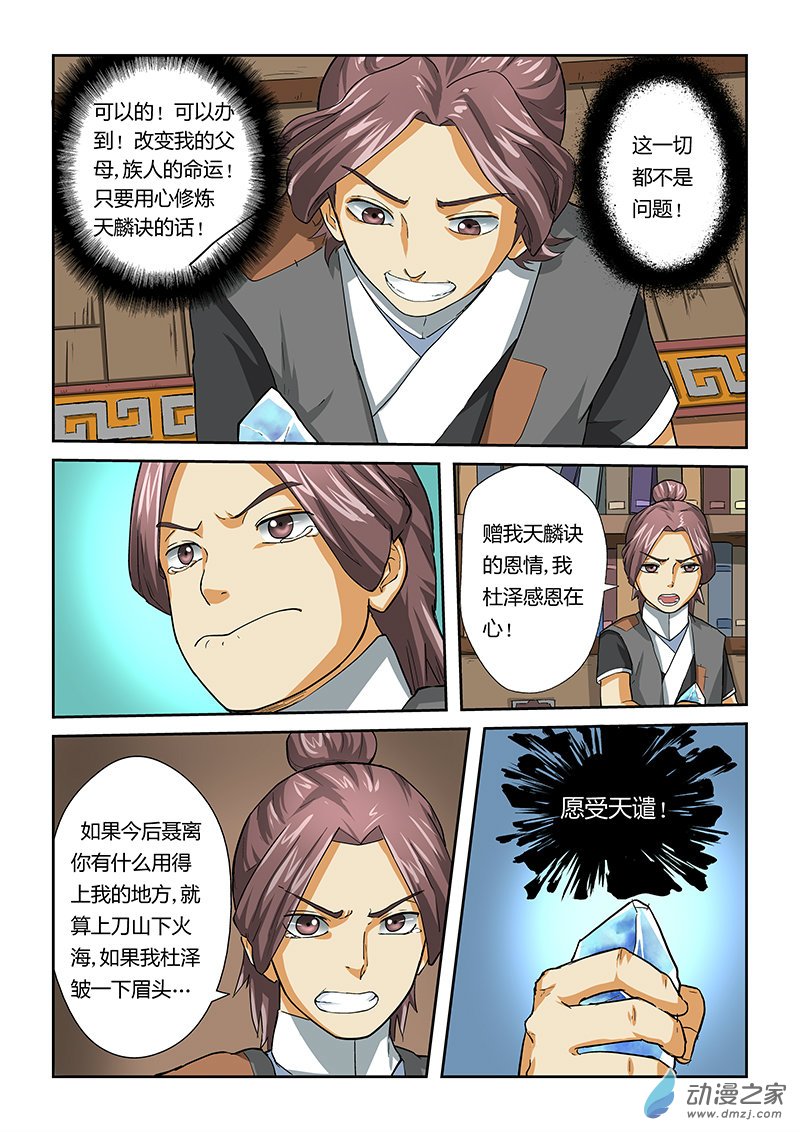 可以的！可以办
到！改变我的父
母，族人的命运！
只要用心修炼
天麟诀的话！
这一切
都不是
问题！
赠我天麟诀
的恩情，我
杜泽感恩在
心！
如果今后聂离
你有什么用得
上我的地方，就
算上刀山下火
海，如果我杜泽
皱一下眉头…
愿受天谴！
动漫之家
www.dmzj.com